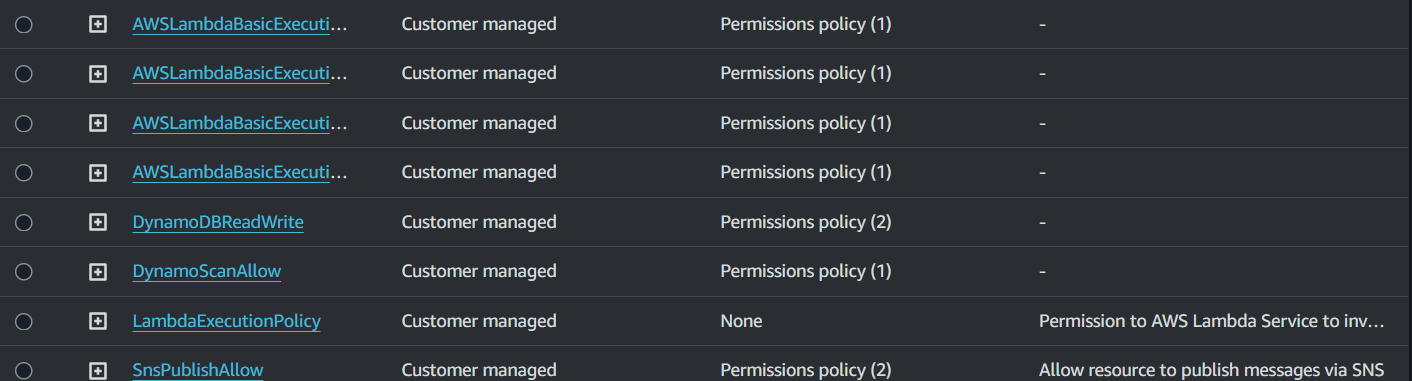 AWSLambdaBasicExecuti... Customer managed Permissions policy (1) -
AWSLambdaBasicExecuti... Customer managed Permissions policy (1) -
AWSLambdaBasicExecuti... Customer managed Permissions policy (1) -
AWSLambdaBasicExecuti... Customer managed Permissions policy (1) -
DynamoDBReadWrite Customer managed Permissions policy (2) -
DynamoScanAllow Customer managed Permissions policy (1) -
LambdaExecutionPolicy Customer managed None Permission to AWS Lambda Service to inv...
SnsPublishAllow Customer managed Permissions policy (2) Allow resource to publish messages via SNS